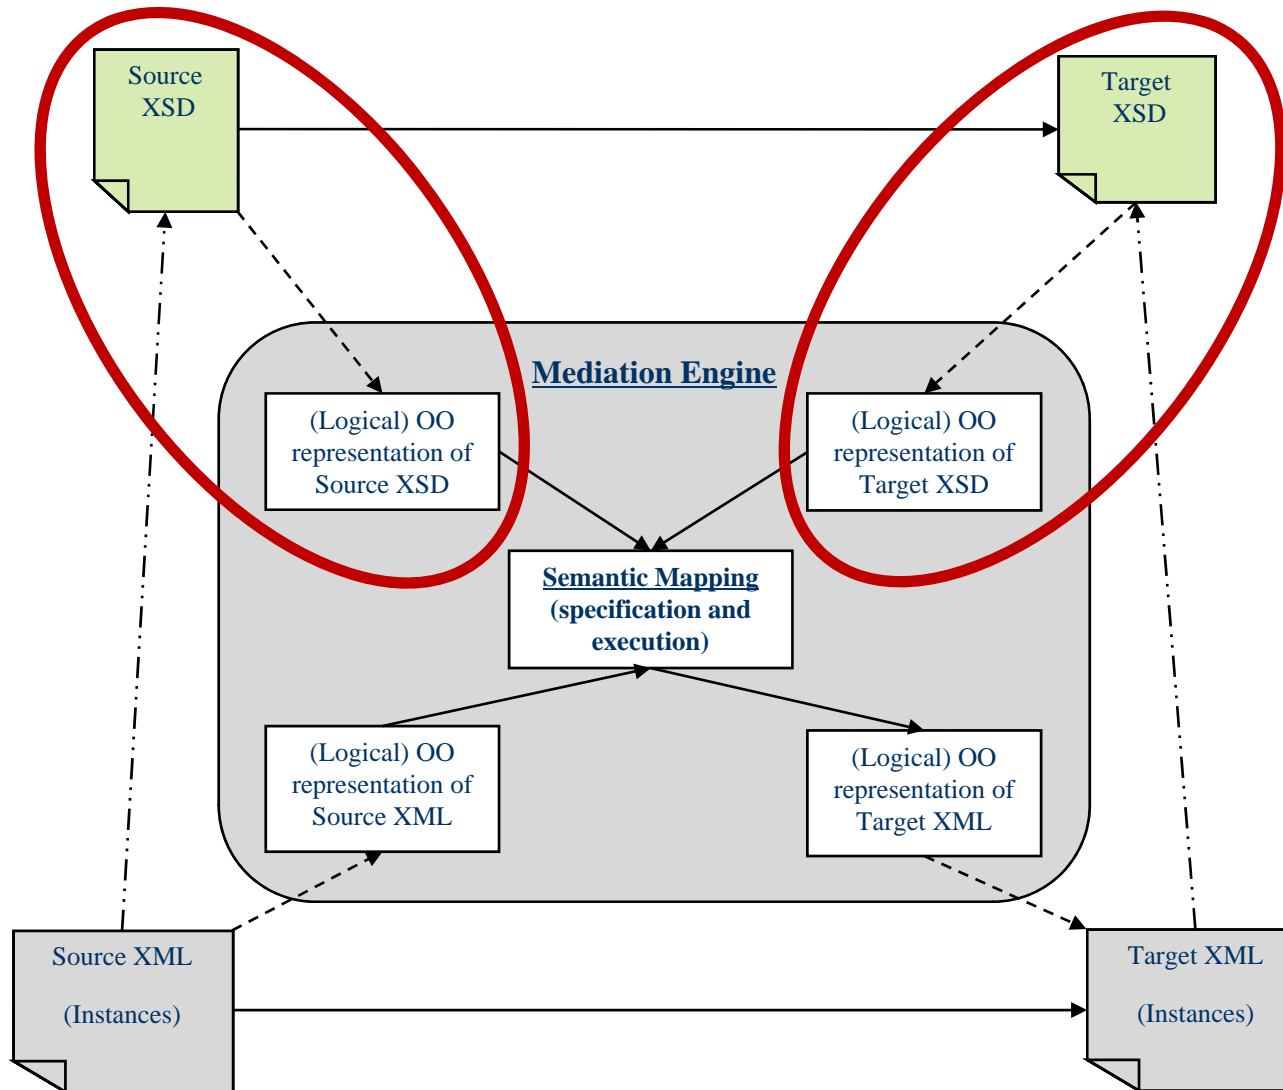 Source
XSD
Target
XSD
Mediation Engine
(Logical) OO
representation of
Source XSD
(Logical) OO
representation of
Target XSD
Semantic Mapping
(specification and
execution)
(Logical) OO
representation of
Source XML
(Logical) OO
representation of
Target XML
Source XML
(Instances)
Target XML
(Instances)